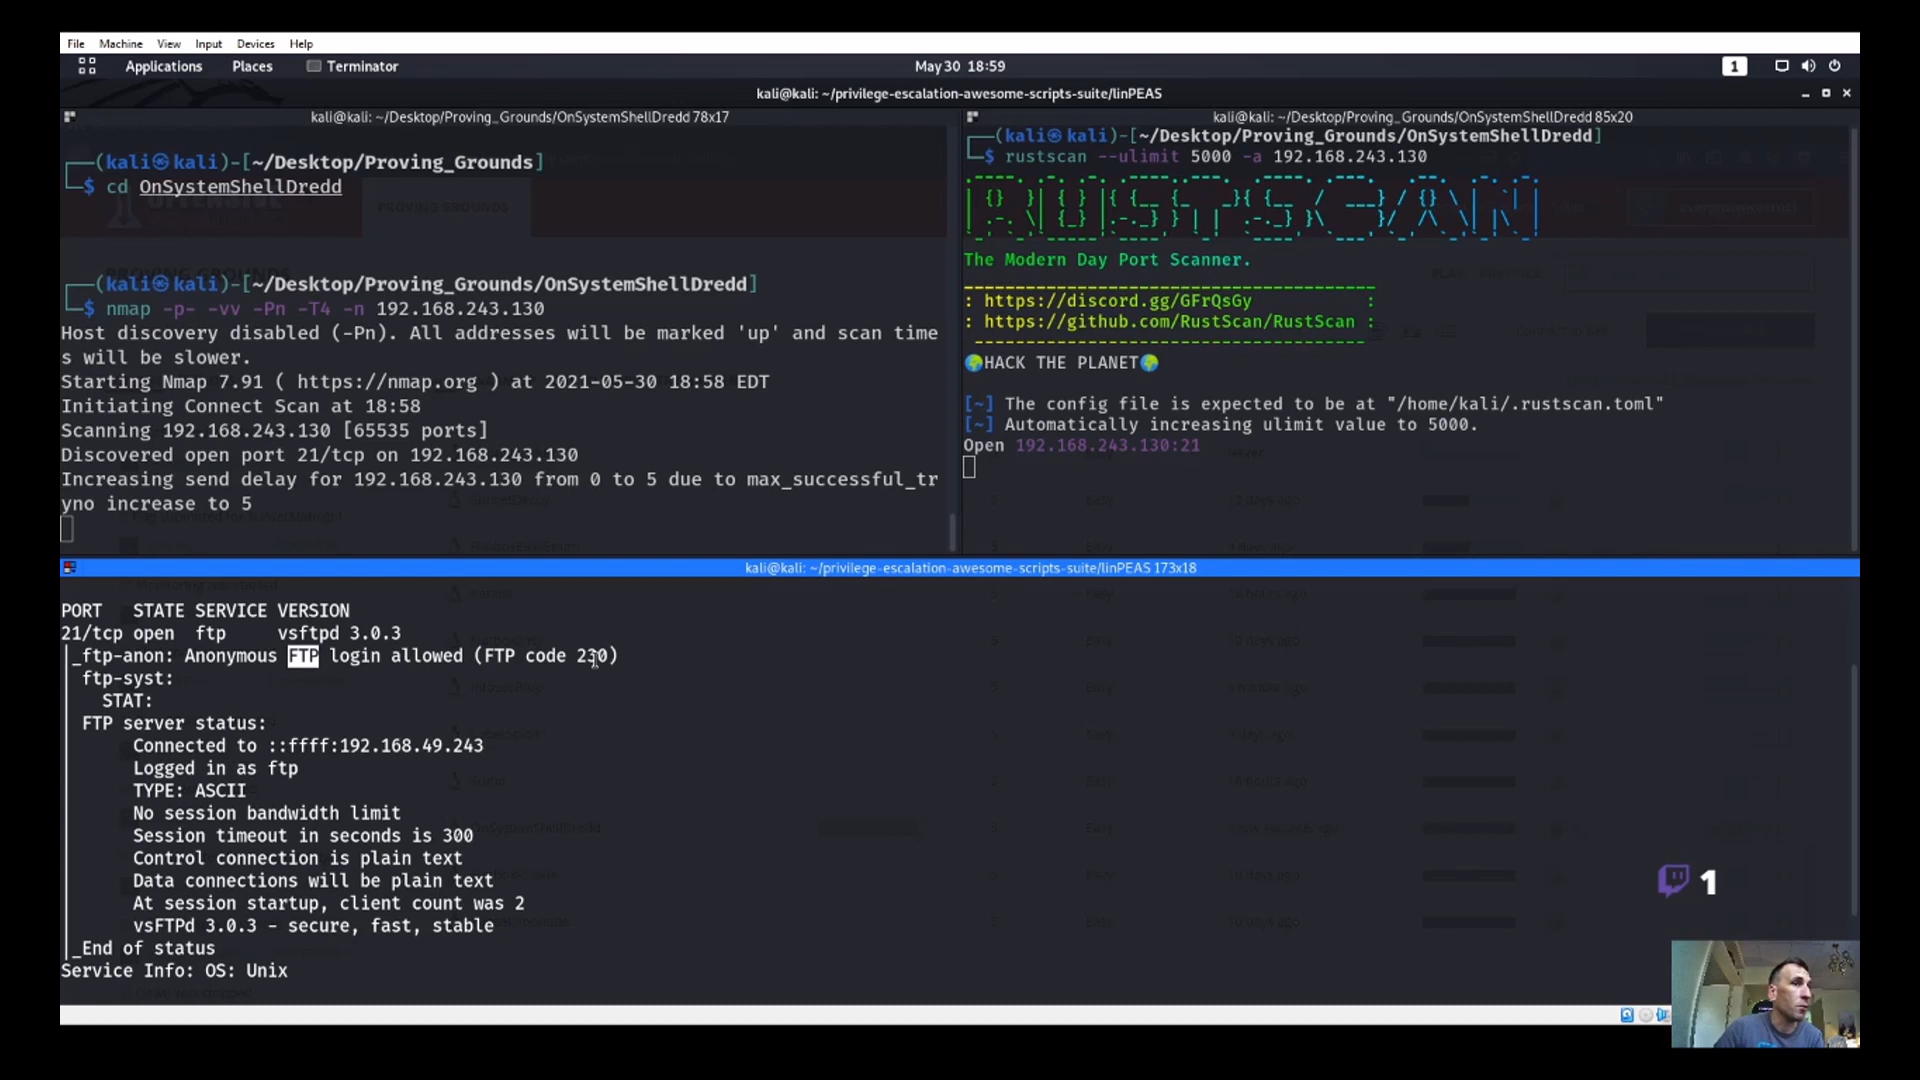 File Machine View Input Devices Help
Applications Places Terminator May 30 18:59 1
kali@kali: ~/privilege-escalation-awesome-scripts-suite/linPEAS
kali@kali: ~/Desktop/Proving_Grounds/OnSystemShellDredd 78x17
┌──(kali㉿kali)-[~/Desktop/Proving_Grounds]
└─$ cd OnSystemShellDredd
PROVING GROUNDS
┌──(kali㉿kali)-[~/Desktop/Proving_Grounds/OnSystemShellDredd]
└─$ nmap -p- -vv -Pn -T4 -n 192.168.243.130
Host discovery disabled (-Pn). All addresses will be marked 'up' and scan time
s will be slower.
Starting Nmap 7.91 ( https://nmap.org ) at 2021-05-30 18:58 EDT
Initiating Connect Scan at 18:58
Scanning 192.168.243.130 [65535 ports]
Discovered open port 21/tcp on 192.168.243.130
Increasing send delay for 192.168.243.130 from 0 to 5 due to max_successful_tr
yno increase to 5
kali@kali: ~/Desktop/Proving_Grounds/OnSystemShellDredd 85x20
┌──(kali㉿kali)-[~/Desktop/Proving_Grounds/OnSystemShellDredd]
└─$ rustscan --ulimit 5000 -a 192.168.243.130
RUSTSCAN
The Modern Day Port Scanner.
: https://discord.gg/GFrQsGy :
: https://github.com/RustScan/RustScan :
🌍HACK THE PLANET🌍
[~] The config file is expected to be at "/home/kali/.rustscan.toml"
[~] Automatically increasing ulimit value to 5000.
Open 192.168.243.130:21
kali@kali: ~/privilege-escalation-awesome-scripts-suite/linPEAS 173x18
PORT STATE SERVICE VERSION
21/tcp open ftp vsftpd 3.0.3
|_ftp-anon: Anonymous FTP login allowed (FTP code 230)
| ftp-syst:
| STAT:
| FTP server status:
| Connected to ::ffff:192.168.49.243
| Logged in as ftp
| TYPE: ASCII
| No session bandwidth limit
| Session timeout in seconds is 300
| Control connection is plain text
| Data connections will be plain text
| At session startup, client count was 2
| vsFTPd 3.0.3 - secure, fast, stable
|_End of status
Service Info: OS: Unix
1